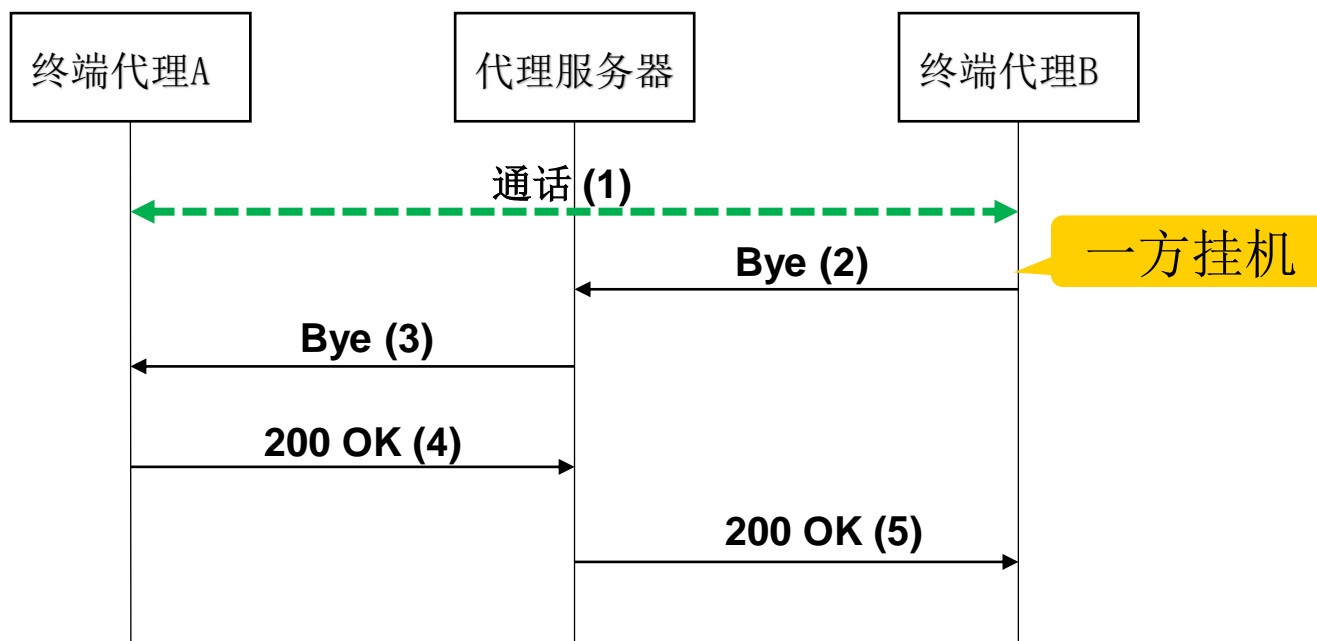 终端代理A
代理服务器
终端代理B
通话 (1)
一方挂机
Bye (2)
Bye (3)
200 OK (4)
200 OK (5)